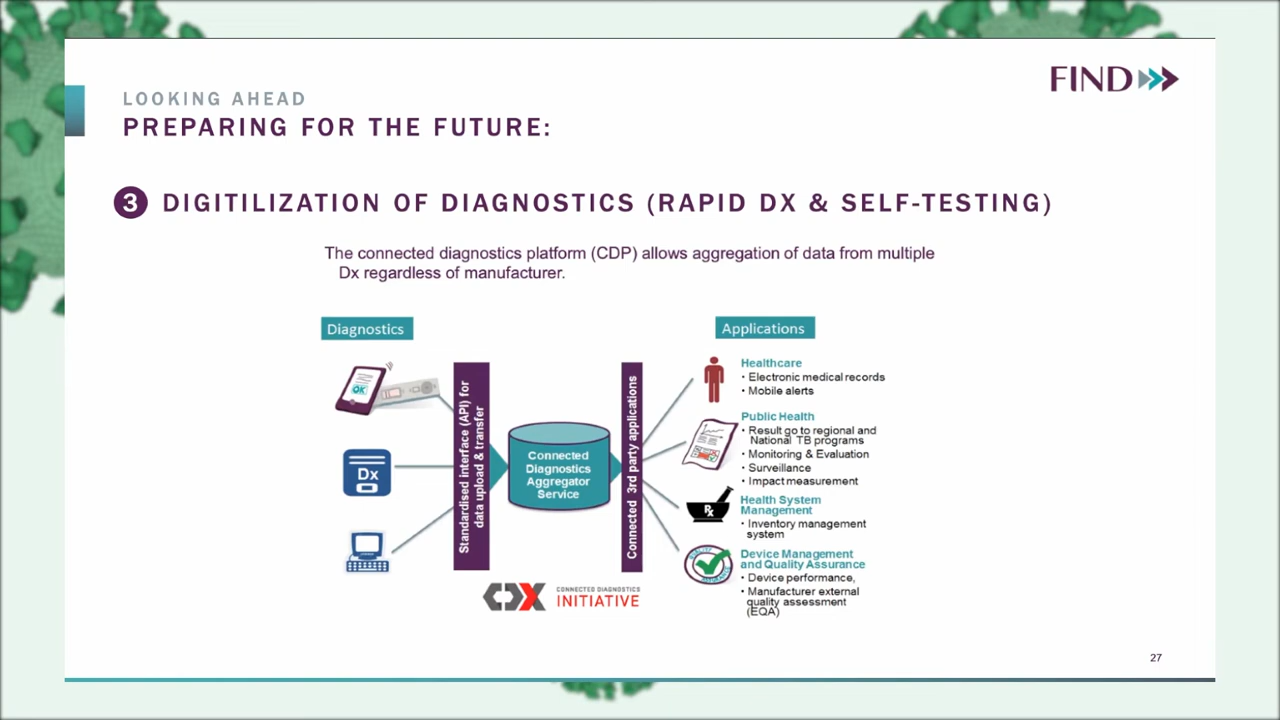 LOOKING AHEAD
PREPARING FOR THE FUTURE:
FIND
3 DIGITILIZATION OF DIAGNOSTICS (RAPID DX & SELF-TESTING)
The connected diagnostics platform (CDP) allows aggregation of data from multiple
Dx regardless of manufacturer.
Diagnostics
OK
Dx
Standardised interface (API) for
data upload & transfer
Connected
Diagnostics
Aggregator
Service
Connected 3rd party applications
CDX CONNECTED DIAGNOSTICS
INITIATIVE
Applications
Healthcare
• Electronic medical records
• Mobile alerts
Public Health
• Result go to regional and
National TB programs
• Monitoring & Evaluation
• Surveillance
• Impact measurement
Rx
Health System
Management
• Inventory management
system
Device Management
and Quality Assurance
• Device performance,
• Manufacturer external
quality assessment
(EQA)
27